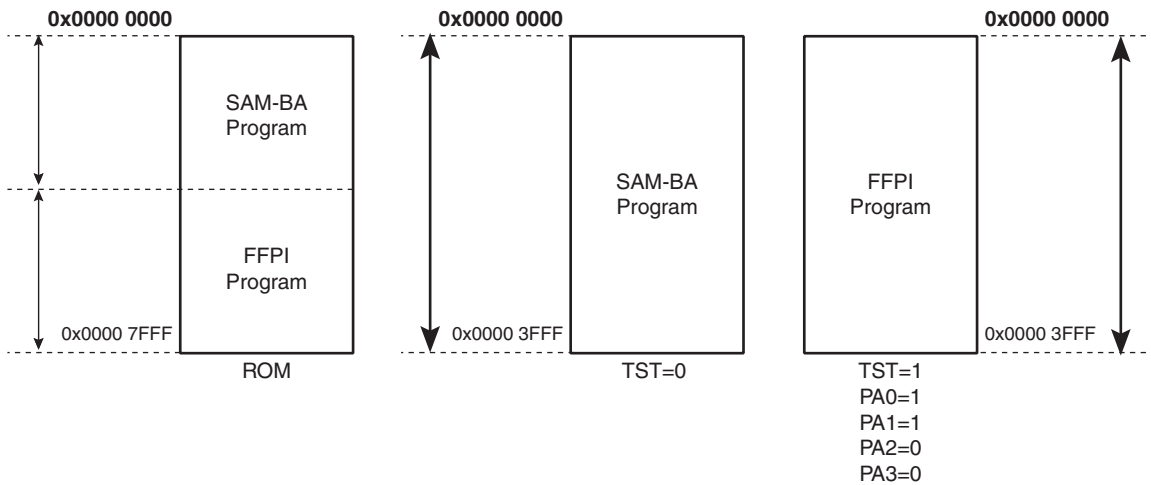 0x0000 0000
SAM-BA
Program
FFPI
Program
0x0000 7FFF
ROM
0x0000 0000
SAM-BA
Program
0x0000 3FFF
TST=0
0x0000 0000
FFPI
Program
0x0000 3FFF
TST=1
PA0=1
PA1=1
PA2=0
PA3=0